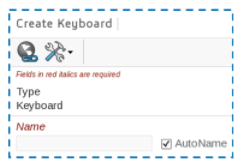 Create Keyboard
Fields in red italics are required
Type
Keyboard
Name
AutoName